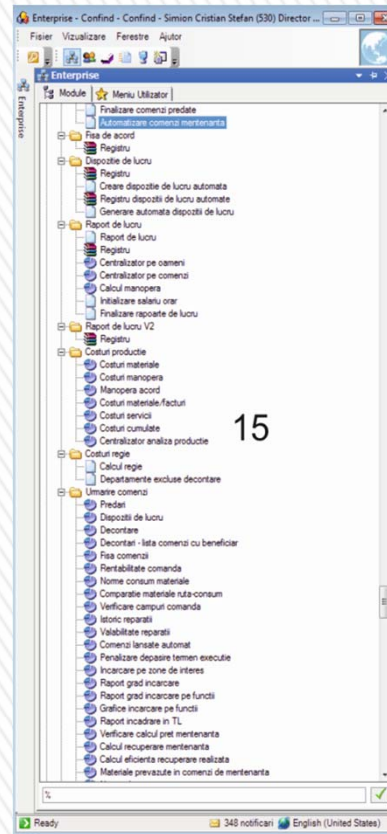 Enterprise - Confind - Confind - Simion Cristian Stefan (530) Director ...
Fisier Vizualizare Ferestre Ajutor
Enterprise
Enterprise
Module Meniu Utilizator
Finalizare comenzi predate
Automatizare comenzi mentenanta
Fisa de acord
Registru
Dispozitie de lucru
Registru
Creare dispozitie de lucru automata
Registru dispozitii de lucru automate
Generare automata dispozitii de lucru
Raport de lucru
Raport de lucru
Registru
Centralizator pe oameni
Centralizator pe comenzi
Calcul manopera
Initializare salariu orar
Finalizare rapoarte de lucru
Raport de lucru V2
Registru
Costuri productie
Costuri materiale
Costuri manopera
Manopera acord
Costuri materiale/facturi
Costuri servicii
Costuri cumulate
Centralizator analiza productie
15
Costuri regie
Calcul regie
Departamente excluse decontare
Urmarire comenzi
Predari
Dispozitii de lucru
Decontare
Decontari - lista comenzi cu beneficiar
Fisa comenzii
Rentabilitate comanda
Norme consum materiale
Comparatie materiale ruta-consum
Verificare campuri comanda
Istoric reparatii
Valabilitate reparatii
Comenzi lansate automat
Penalizare depasire termen executie
Incarcare pe zone de interes
Raport grad incarcare
Raport grad incarcare pe functii
Grafice incarcare pe functii
Raport incadrare in TL
Verificare calcul pret mentenanta
Calcul recuperare mentenanta
Calcul eficienta recuperare realizata
Materiale prevazute in comenzi de mentenanta
%
Ready 348 notificari English (United States)